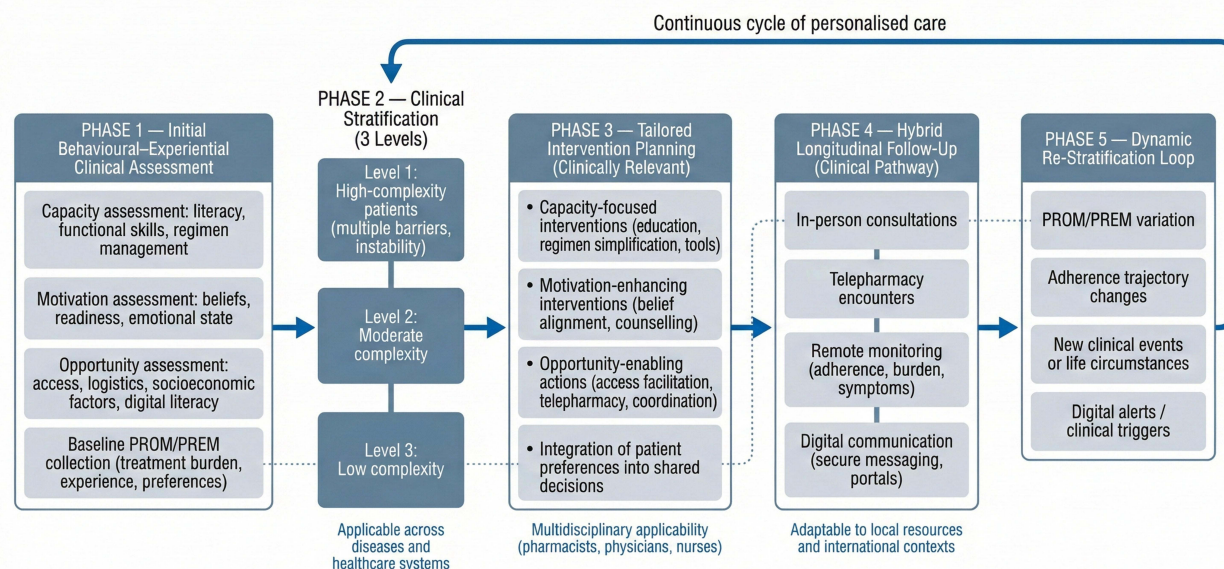 Continuous cycle of personalised care
PHASE 1 — Initial
Behavioural–Experiential
Clinical Assessment
Capacity assessment: literacy,
functional skills, regimen
management
Motivation assessment: beliefs,
readiness, emotional state
Opportunity assessment:
access, logistics, socioeconomic
factors, digital literacy
Baseline PROM/PREM
collection (treatment burden,
experience, preferences)
PHASE 2 — Clinical
Stratification
(3 Levels)
Level 1:
High-complexity
patients
(multiple barriers,
instability)
Level 2:
Moderate
complexity
Level 3:
Low complexity
Applicable across
diseases and
healthcare systems
PHASE 3 — Tailored
Intervention Planning
(Clinically Relevant)
• Capacity-focused
interventions (education,
regimen simplification, tools)
• Motivation-enhancing
interventions (belief
alignment, counselling)
• Opportunity-enabling
actions (access facilitation,
telepharmacy, coordination)
• Integration of patient
preferences into shared
decisions
Multidisciplinary applicability
(pharmacists, physicians, nurses)
PHASE 4 — Hybrid
Longitudinal Follow-Up
(Clinical Pathway)
In-person consultations
Telepharmacy
encounters
Remote monitoring
(adherence, burden,
symptoms)
Digital communication
(secure messaging,
portals)
Adaptable to local resources
and international contexts
PHASE 5 — Dynamic
Re-Stratification Loop
PROM/PREM variation
Adherence trajectory
changes
New clinical events
or life circumstances
Digital alerts /
clinical triggers